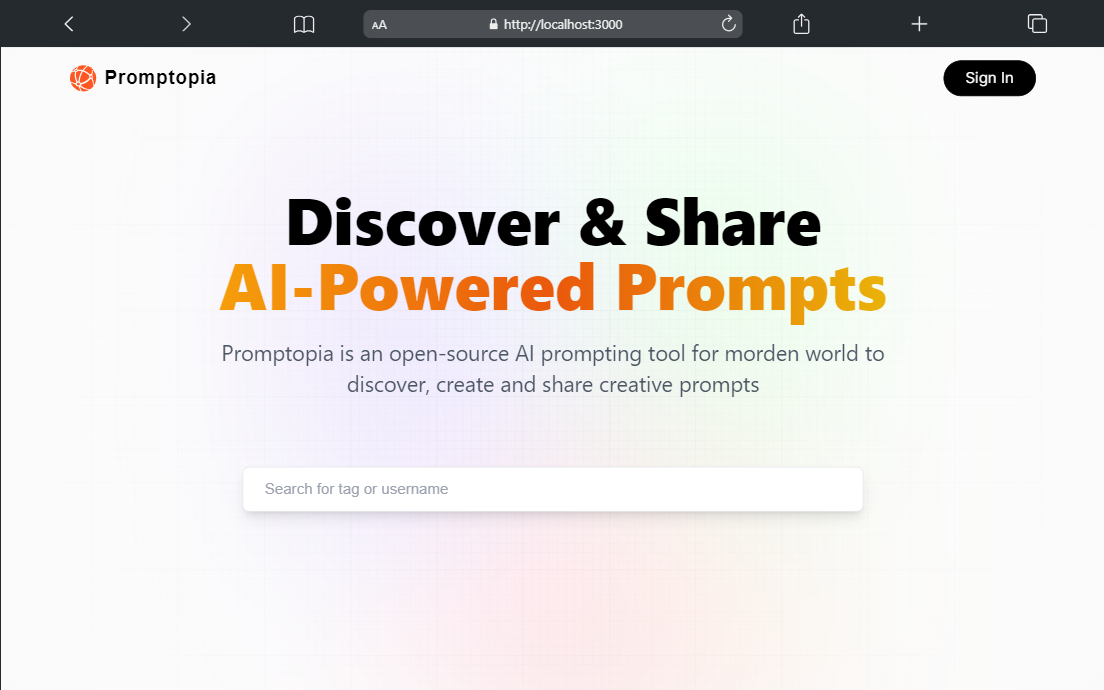 AA http://localhost:3000
Promptopia
Sign In
Discover & Share
AI-Powered Prompts
Promptopia is an open-source AI prompting tool for morden world to
discover, create and share creative prompts
Search for tag or username